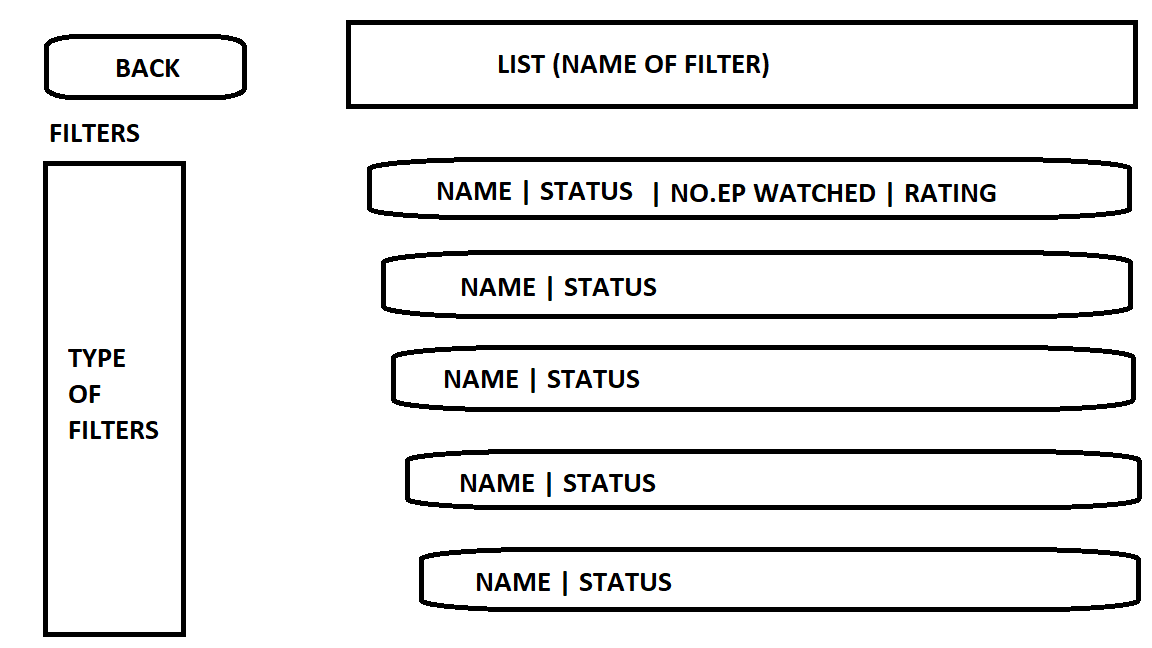 BACK
LIST (NAME OF FILTER)
FILTERS
TYPE
OF
FILTERS
NAME | STATUS | NO.EP WATCHED | RATING
NAME | STATUS
NAME | STATUS
NAME | STATUS
NAME | STATUS